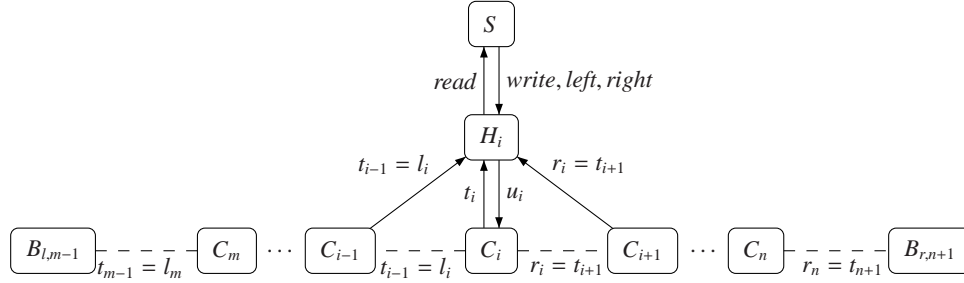 S
read write, left, right
H_i
t_{i−1} = l_i r_i = t_{i+1}
t_i u_i
B_{l,m−1} C_m ··· C_{i−1} C_i C_{i+1} ··· C_n B_{r,n+1}
t_{m−1} = l_m t_{i−1} = l_i r_i = t_{i+1} r_n = t_{n+1}